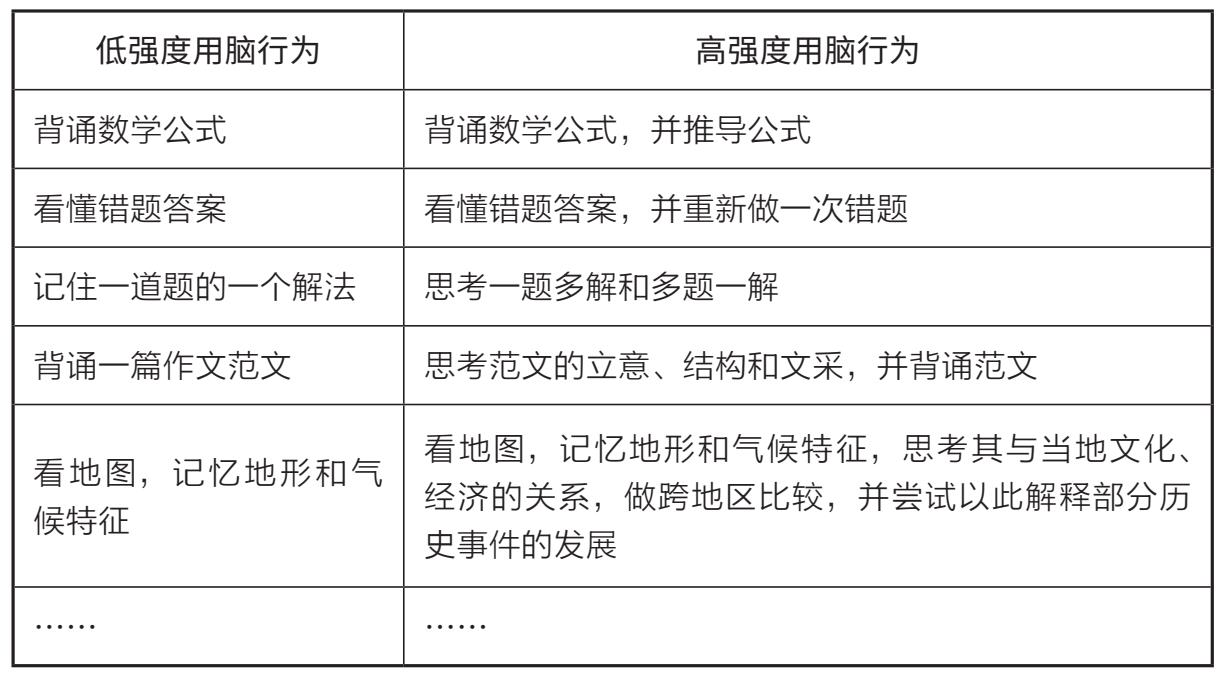 低强度用脑行为
高强度用脑行为
背诵数学公式
背诵数学公式，并推导公式
看懂错题答案
看懂错题答案，并重新做一次错题
记住一道题的一个解法
思考一题多解和多题一解
背诵一篇作文范文
思考范文的立意、结构和文采，并背诵范文
看地图，记忆地形和气
候特征
看地图，记忆地形和气候特征，思考其与当地文化、
经济的关系，做跨地区比较，并尝试以此解释部分历
史事件的发展
……
……